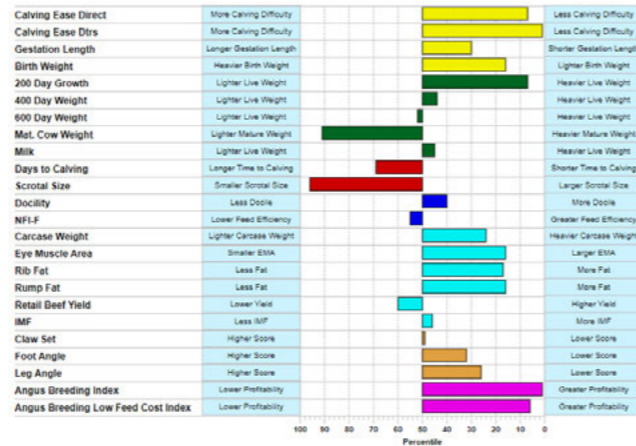 Calving Ease Direct More Calving Difficulty Less Calving Difficulty
Calving Ease Dtrs More Calving Difficulty Less Calving Difficulty
Gestation Length Longer Gestation Length Shorter Gestation Length
Birth Weight Heavier Birth Weight Lighter Birth Weight
200 Day Growth Lighter Live Weight Heavier Live Weight
400 Day Weight Lighter Live Weight Heavier Live Weight
600 Day Weight Lighter Live Weight Heavier Live Weight
Mat. Cow Weight Lighter Mature Weight Heavier Mature Weight
Milk Lighter Live Weight Heavier Live Weight
Days to Calving Longer Time to Calving Shorter Time to Calving
Scrotal Size Smaller Scrotal Size Larger Scrotal Size
Docility Less Docile More Docile
NFI-F Lower Feed Efficiency Greater Feed Efficiency
Carcase Weight Lighter Carcase Weight Heavier Carcase Weight
Eye Muscle Area Smaller EMA Larger EMA
Rib Fat Less Fat More Fat
Rump Fat Less Fat More Fat
Retail Beef Yield Lower Yield Higher Yield
IMF Less IMF More IMF
Claw Set Higher Score Lower Score
Foot Angle Higher Score Lower Score
Leg Angle Higher Score Lower Score
Angus Breeding Index Lower Profitability Greater Profitability
Angus Breeding Low Feed Cost Index Lower Profitability Greater Profitability
100 90 80 70 60 50 40 30 20 10 0
Percentile